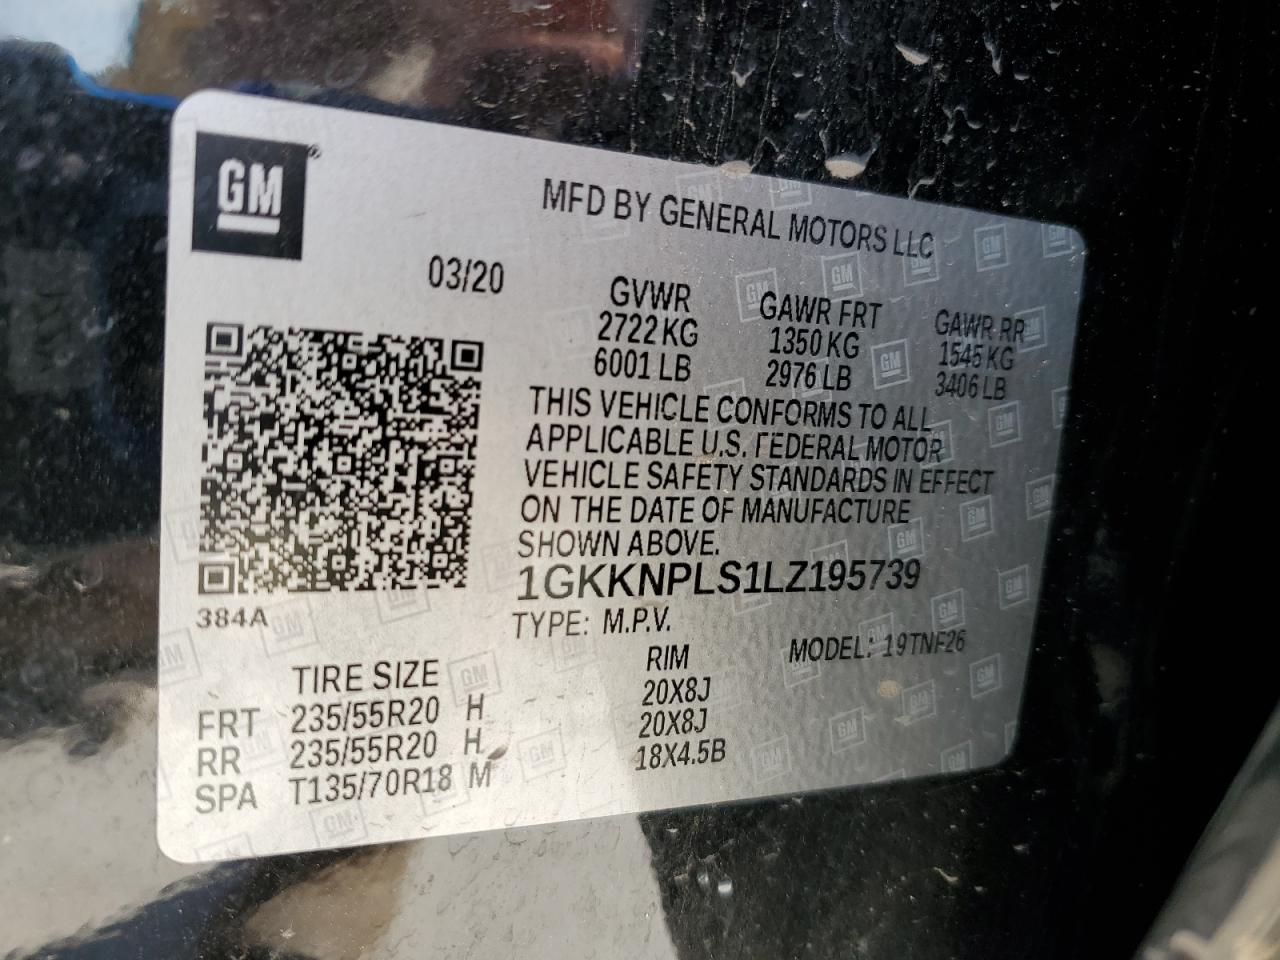 GM
MFD BY GENERAL MOTORS LLC
03/20
GVWR GAWR FRT GAWR RR
2722 KG 1350 KG 1545 KG
6001 LB 2976 LB 3406 LB
THIS VEHICLE CONFORMS TO ALL
APPLICABLE U.S. FEDERAL MOTOR
VEHICLE SAFETY STANDARDS IN EFFECT
ON THE DATE OF MANUFACTURE
SHOWN ABOVE.
1GKKNPLS1LZ195739
384A
TYPE: M.P.V. MODEL: 19TNF26
TIRE SIZE RIM
FRT 235/55R20 H 20X8J
RR 235/55R20 H 20X8J
SPA T135/70R18 M 18X4.5B